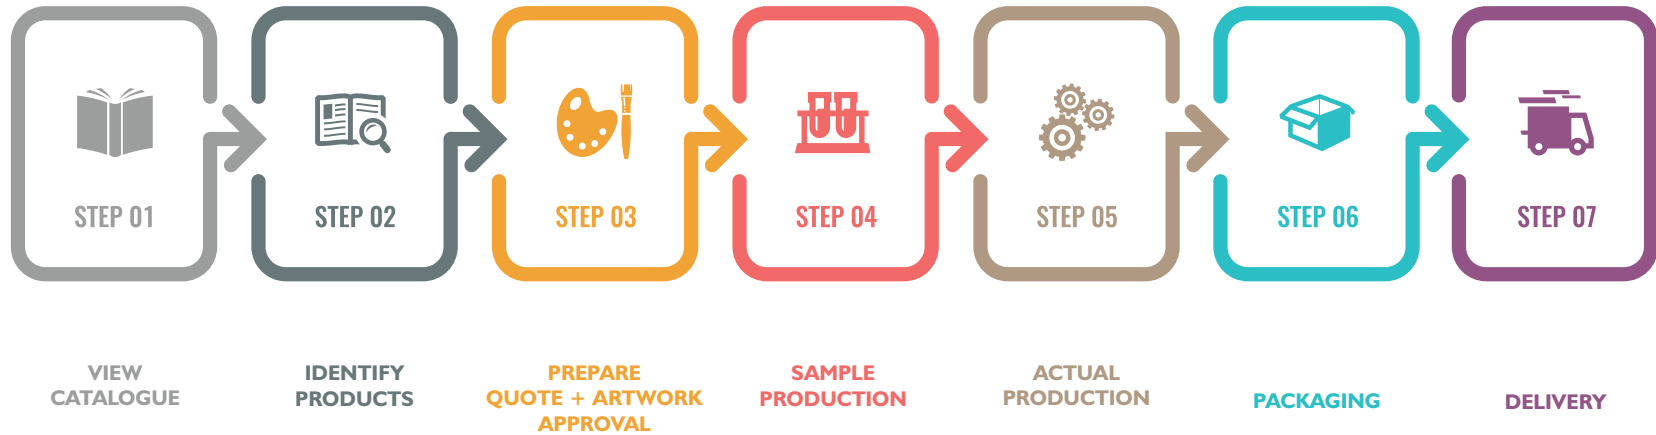 STEP 01
STEP 02
STEP 03
STEP 04
STEP 05
STEP 06
STEP 07
VIEW
CATALOGUE
IDENTIFY
PRODUCTS
PREPARE
QUOTE + ARTWORK
APPROVAL
SAMPLE
PRODUCTION
ACTUAL
PRODUCTION
PACKAGING
DELIVERY